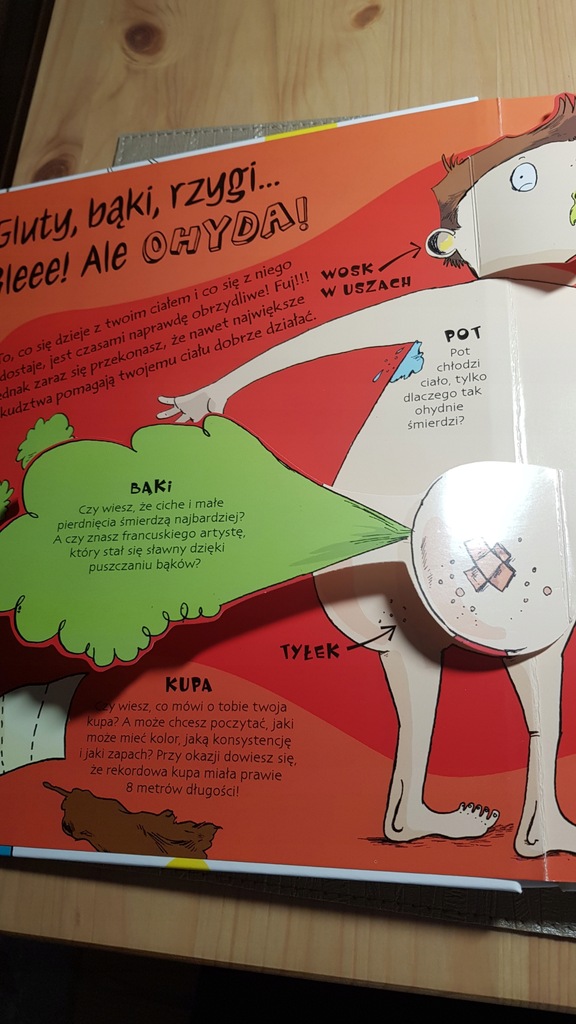 Gluty, bąki, rzygi...
Bleee! Ale OHYDA!
To, co się dzieje z twoim ciałem i co się z niego
dostaje, jest czasami naprawdę obrzydliwe! Fuj!!!
ednak zaraz się przekonasz, że nawet największe
kudztwa pomagają twojemu ciału dobrze działać.
WOSK
W USZACH
POT
Pot
chłodzi
ciało, tylko
dlaczego tak
ohydnie
śmierdzi?
BĄKi
Czy wiesz, że ciche i małe
pierdnięcia śmierdzą najbardziej?
A czy znasz francuskiego artystę,
który stał się sławny dzięki
puszczaniu bąków?
TYŁEK
KUPA
Czy wiesz, co mówi o tobie twoja
kupa? A może chcesz poczytać, jaki
może mieć kolor, jaką konsystencję
i jaki zapach? Przy okazji dowiesz się,
że rekordowa kupa miała prawie
8 metrów długości!